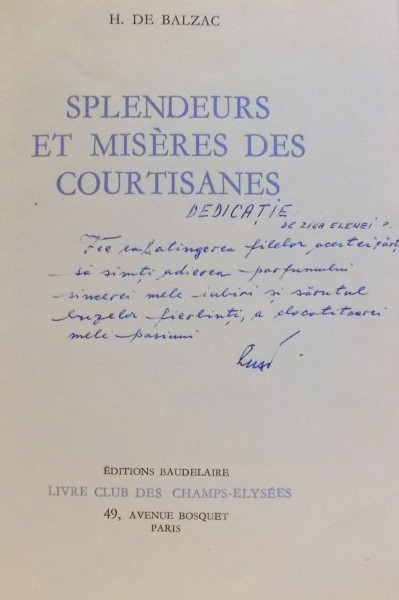 H. DE BALZAC
SPLENDEURS
ET MISÈRES DES
COURTISANES
DEDICAȚIE:
DE ZIUA ELENEI
Fie ca la atingerea filelor acestei
să simți adierea parfumului
sincerei mele iubiri și sărutul
buzelor fierbinți, a clocotitoarei
mele pasiuni
ÉDITIONS BAUDELAIRE
LIVRE CLUB DES CHAMPS-ELYSÉES
49, AVENUE BOSQUET
PARIS